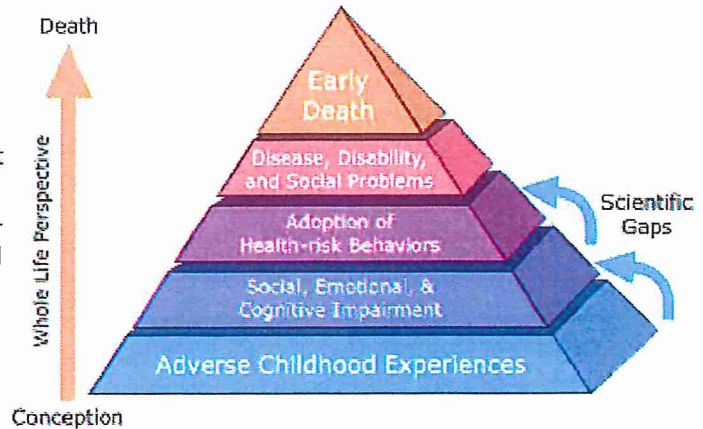 Death
Early
Death
Disease, Disability,
and Social Problems
Scientific
Gaps
Adoption of
Health-risk Behaviors
Whole Life Perspective
Social, Emotional, &
Cognitive Impairment
Adverse Childhood Experiences
Conception